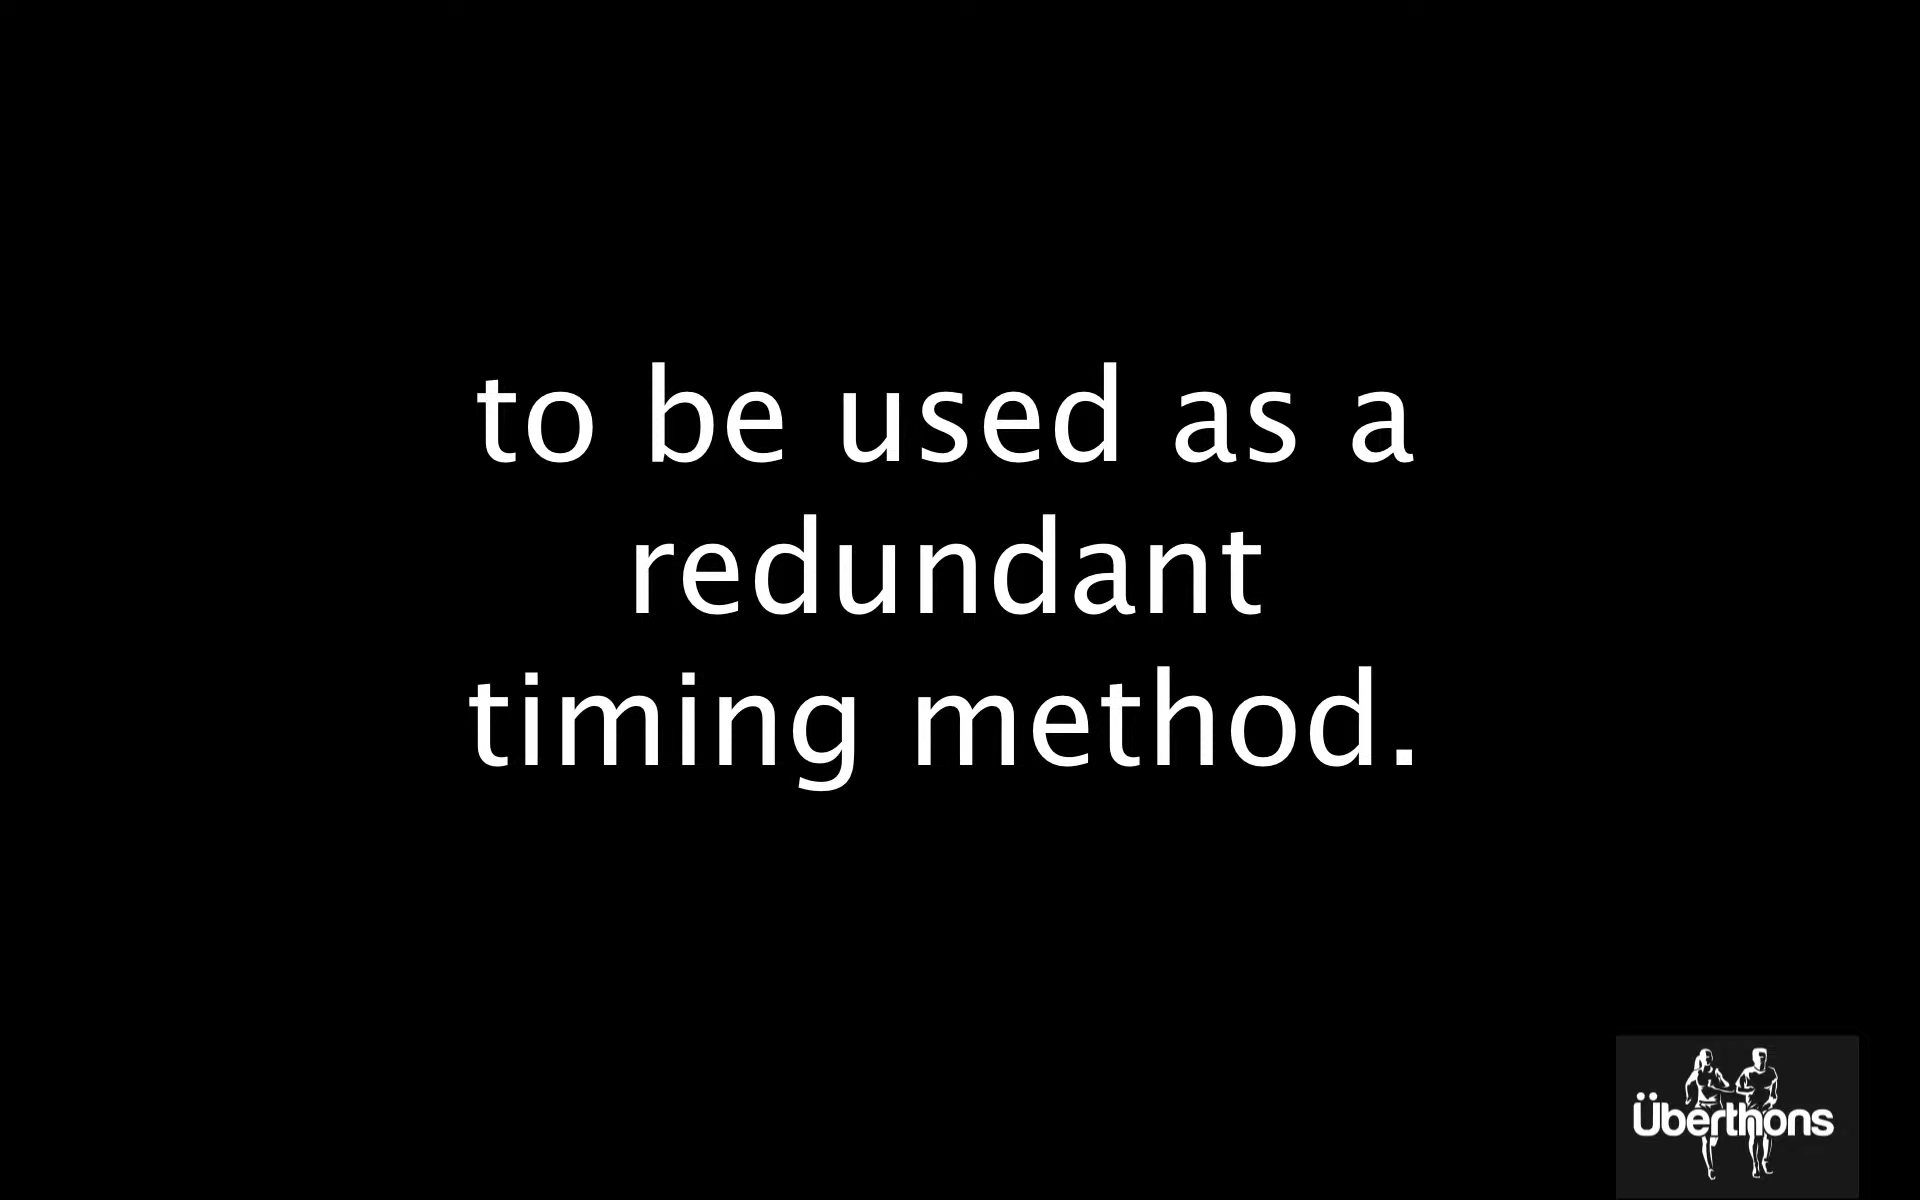 to be used as a
redundant
timing method.
Überthons